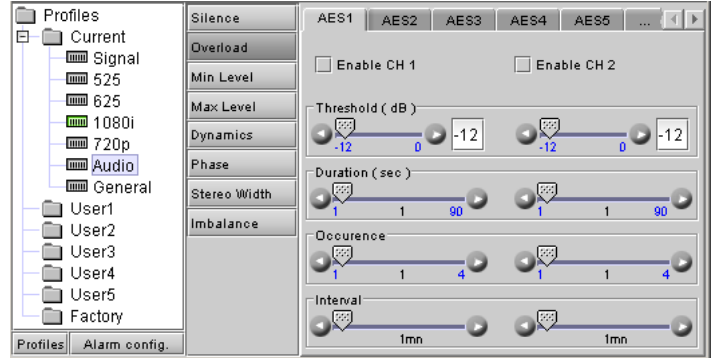 Profiles
Current
Signal
525
625
1080i
720p
Audio
General
User1
User2
User3
User4
User5
Factory
Profiles Alarm config.
Silence
Overload
Min Level
Max Level
Dynamics
Phase
Stereo Width
Imbalance
AES1 AES2 AES3 AES4 AES5 ...
Enable CH 1 Enable CH 2
Threshold ( dB )
-12 0 -12 -12 0 -12
Duration ( sec )
1 1 90 1 1 90
Occurence
1 1 4 1 1 4
Interval
1mn 1mn